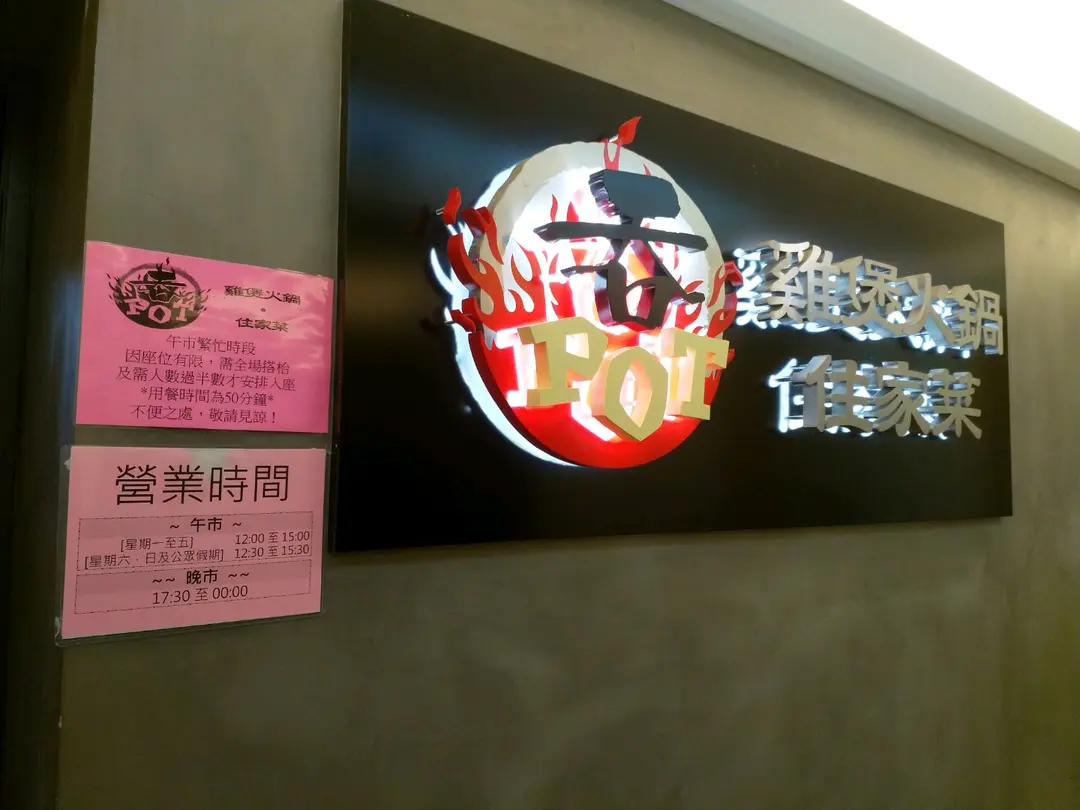 香
POT
雞煲火鍋
住家菜
香
POT
雞煲火鍋
·
住家菜
午市繁忙時段
因座位有限，需全場搭枱
及需人數過半數才安排入座
*用餐時間為50分鐘*
不便之處，敬請見諒！
營業時間
~ 午市 ~
[星期一至五] 12:00 至 15:00
[星期六、日及公眾假期] 12:30 至 15:30
~~ 晚市 ~~
17:30 至 00:00